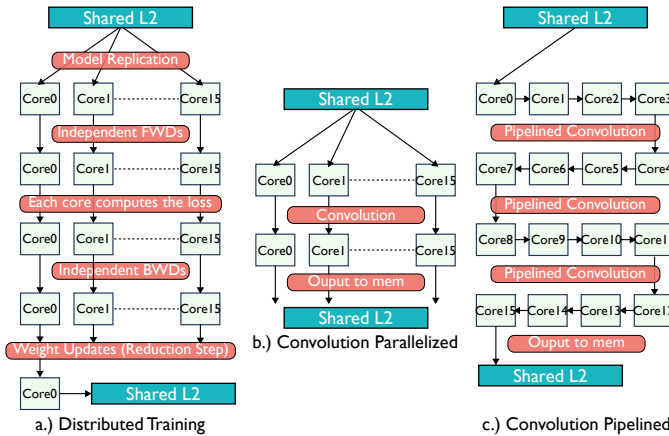 Shared L2
Model Replication
Core0 Core1 Core15
Independent FWDs
Core0 Core1 Core15
Each core computes the loss
Core0 Core1 Core15
Independent BWDs
Core0 Core1 Core15
Weight Updates (Reduction Step)
Core0 Shared L2
a.) Distributed Training
Shared L2
Core0 Core1 Core15
Convolution
Core0 Core1 Core15
Ouput to mem
Shared L2
b.) Convolution Parallelized
Shared L2
Core0 Core1 Core2 Core3
Pipelined Convolution
Core7 Core6 Core5 Core4
Pipelined Convolution
Core8 Core9 Core10 Core11
Pipelined Convolution
Core15 Core14 Core13 Core12
Ouput to mem
Shared L2
c.) Convolution Pipelined